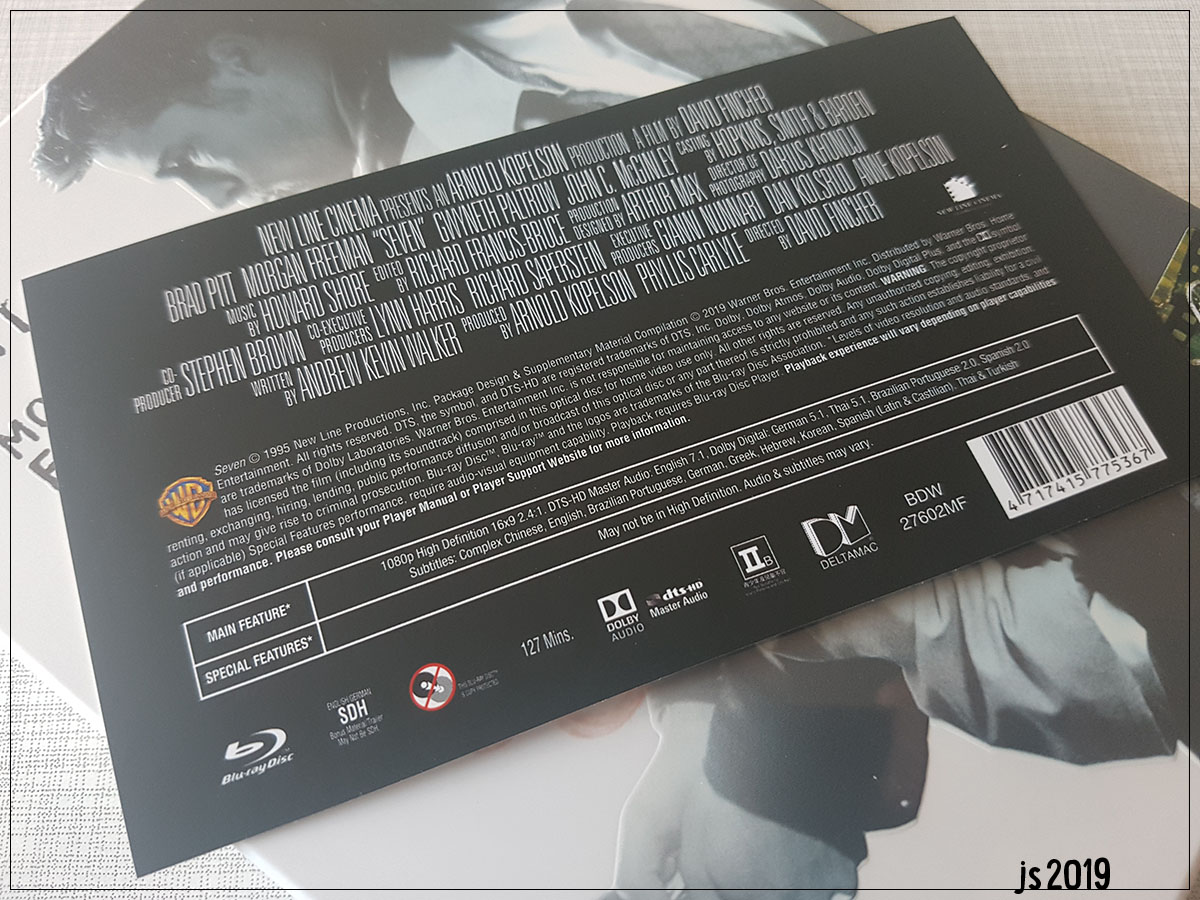 NEW LINE CINEMA PRESENTS AN ARNOLD KOPELSON PRODUCTION A FILM BY DAVID FINCHER
BRAD PITT MORGAN FREEMAN "SEVEN" GWYNETH PALTROW JOHN C. McGINLEY CASTING BY HOPKINS, SMITH & BARDEN
MUSIC BY HOWARD SHORE EDITED BY RICHARD FRANCIS-BRUCE PRODUCTION DESIGNED BY ARTHUR MAX DIRECTOR OF PHOTOGRAPHY DARIUS KHONDJI
CO-PRODUCER STEPHEN BROWN CO-EXECUTIVE PRODUCERS LYNN HARRIS RICHARD SAPERSTEIN EXECUTIVE PRODUCERS GIANNI NUNNARI DAN KOLSRUD ANNE KOPELSON
WRITTEN BY ANDREW KEVIN WALKER PRODUCED BY ARNOLD KOPELSON PHYLLIS CARLYLE DIRECTED BY DAVID FINCHER
NEW LINE CINEMA
Seven © 1995 New Line Productions, Inc. Package Design & Supplementary Material Compilation © 2019 Warner Bros. Entertainment Inc. Distributed by Warner Bros. Home
Entertainment. All rights reserved. DTS, the symbol, and DTS-HD are registered trademarks of DTS, Inc. Dolby, Dolby Atmos, Dolby Audio, Dolby Digital Plus, and the symbol
are trademarks of Dolby Laboratories. Warner Bros. Entertainment Inc. is not responsible for maintaining access to any website or its content. WARNING: The copyright proprietor
has licensed the film (including its soundtrack) comprised in this optical disc for home video use only. All other rights are reserved. Any unauthorized copying, editing, exhibition,
renting, exchanging, hiring, lending, public performance diffusion and/or broadcast of this optical disc or any part thereof is strictly prohibited and any such action establishes liability for a civil
action and may give rise to criminal prosecution. Blu-ray Disc™, Blu-ray™ and the logos are trademarks of the Blu-ray Disc Association. *Levels of video resolution and audio standards, and
(if applicable) Special Features performance, require audio-visual equipment capability. Playback requires Blu-ray Disc Player. Playback experience will vary depending on player capabilities
and performance. Please consult your Player Manual or Player Support Website for more information.
WB
MAIN FEATURE*
1080p High Definition 16x9 2.4:1. DTS-HD Master Audio: English 7.1. Dolby Digital: German 5.1, Thai 5.1, Brazilian Portuguese 2.0, Spanish 2.0
Subtitles: Complex Chinese, English, Brazilian Portuguese, German, Greek, Hebrew, Korean, Spanish (Latin & Castilian), Thai & Turkish
SPECIAL FEATURES*
May not be in High Definition. Audio & subtitles may vary.
Blu-ray Disc™
ENGLISH/GERMAN
SDH
Bonus Material/Trailer
May Not Be SDH.
THIS BLU-RAY DISC™
IS COPY PROTECTED
127 Mins.
DOLBY
AUDIO
dts-HD
Master Audio
II B
DM
DELTAMAC
BDW
27602MF
4 717415 775367
js 2019